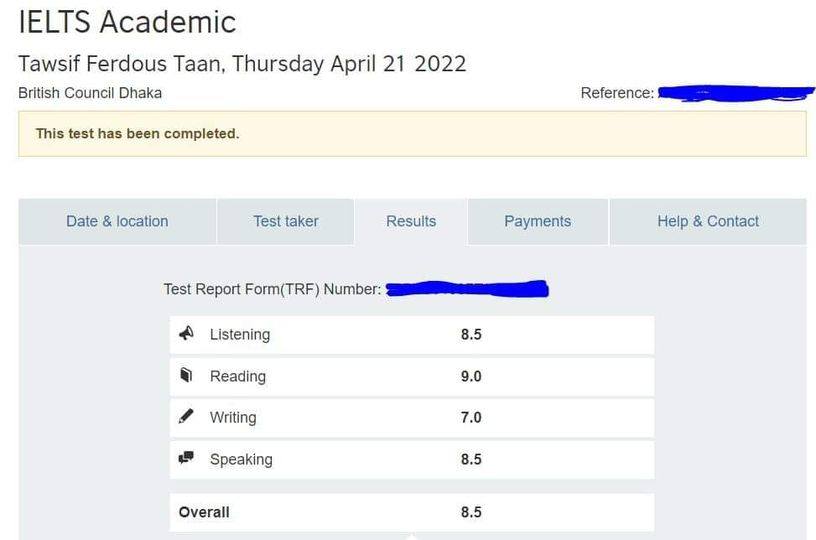 IELTS Academic
Tawsif Ferdous Taan, Thursday April 21 2022
British Council Dhaka
Reference:
This test has been completed.
Date & location
Test taker
Results
Payments
Help & Contact
Test Report Form(TRF) Number:
Listening 8.5
Reading 9.0
Writing 7.0
Speaking 8.5
Overall 8.5